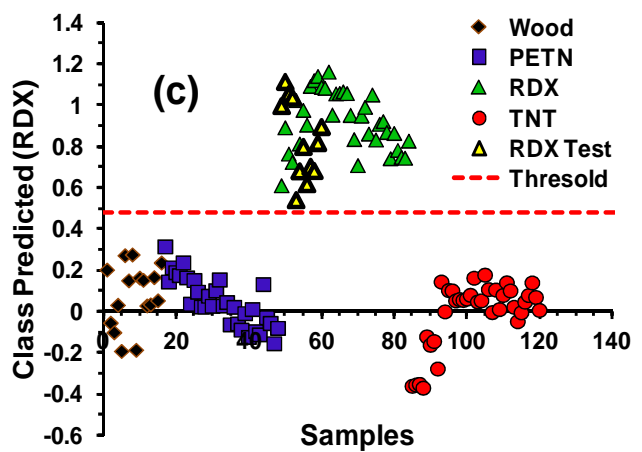 1.4
1.2
1
0.8
0.6
0.4
0.2
0
-0.2
-0.4
-0.6
Class Predicted (RDX)
(c)
Wood
PETN
RDX
TNT
RDX Test
Thresold
0 20 40 60 80 100 120 140
Samples